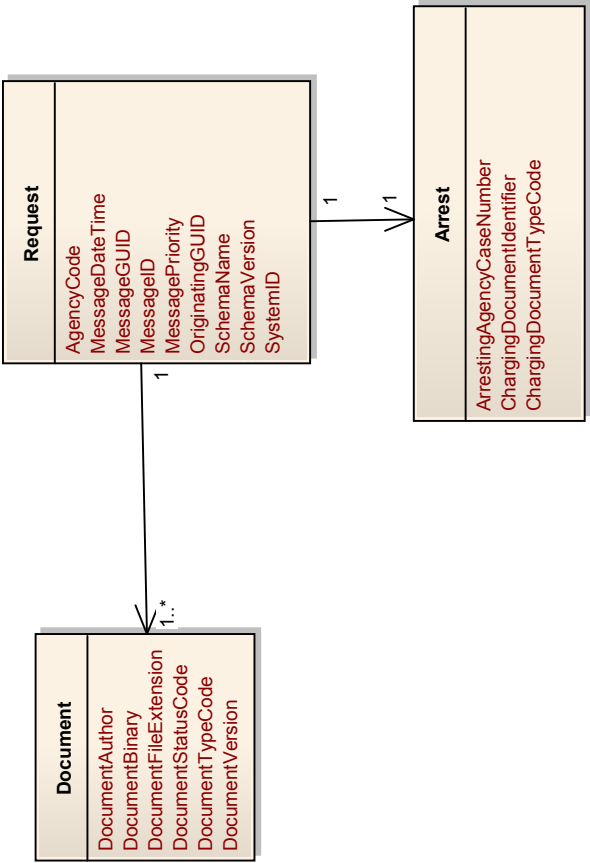 Request
AgencyCode
MessageDateTime
MessageGUID
MessageID
MessagePriority
OriginatingGUID
SchemaName
SchemaVersion
SystemID
1
1
Arrest
ArrestingAgencyCaseNumber
ChargingDocumentIdentifier
ChargingDocumentTypeCode
1
1..*
Document
DocumentAuthor
DocumentBinary
DocumentFileExtension
DocumentStatusCode
DocumentTypeCode
DocumentVersion